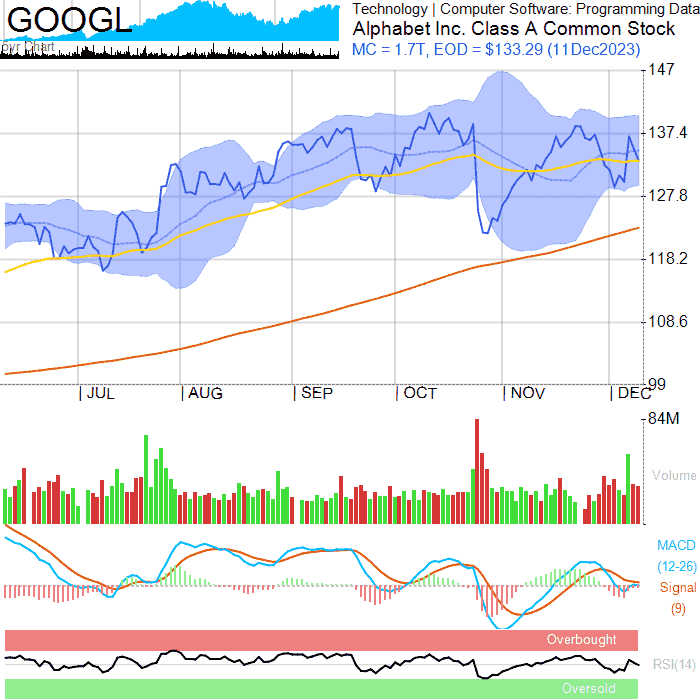 GOOGL
Technology | Computer Software: Programming Data
Alphabet Inc. Class A Common Stock
MC = 1.7T, EOD = $133.29 (11Dec2023)
Chart
147
137.4
127.8
118.2
108.6
99
| JUL | AUG | SEP | OCT | NOV | DEC
84M
Volume
MACD
(12-26)
Signal
(9)
Overbought
RSI(14)
Oversold